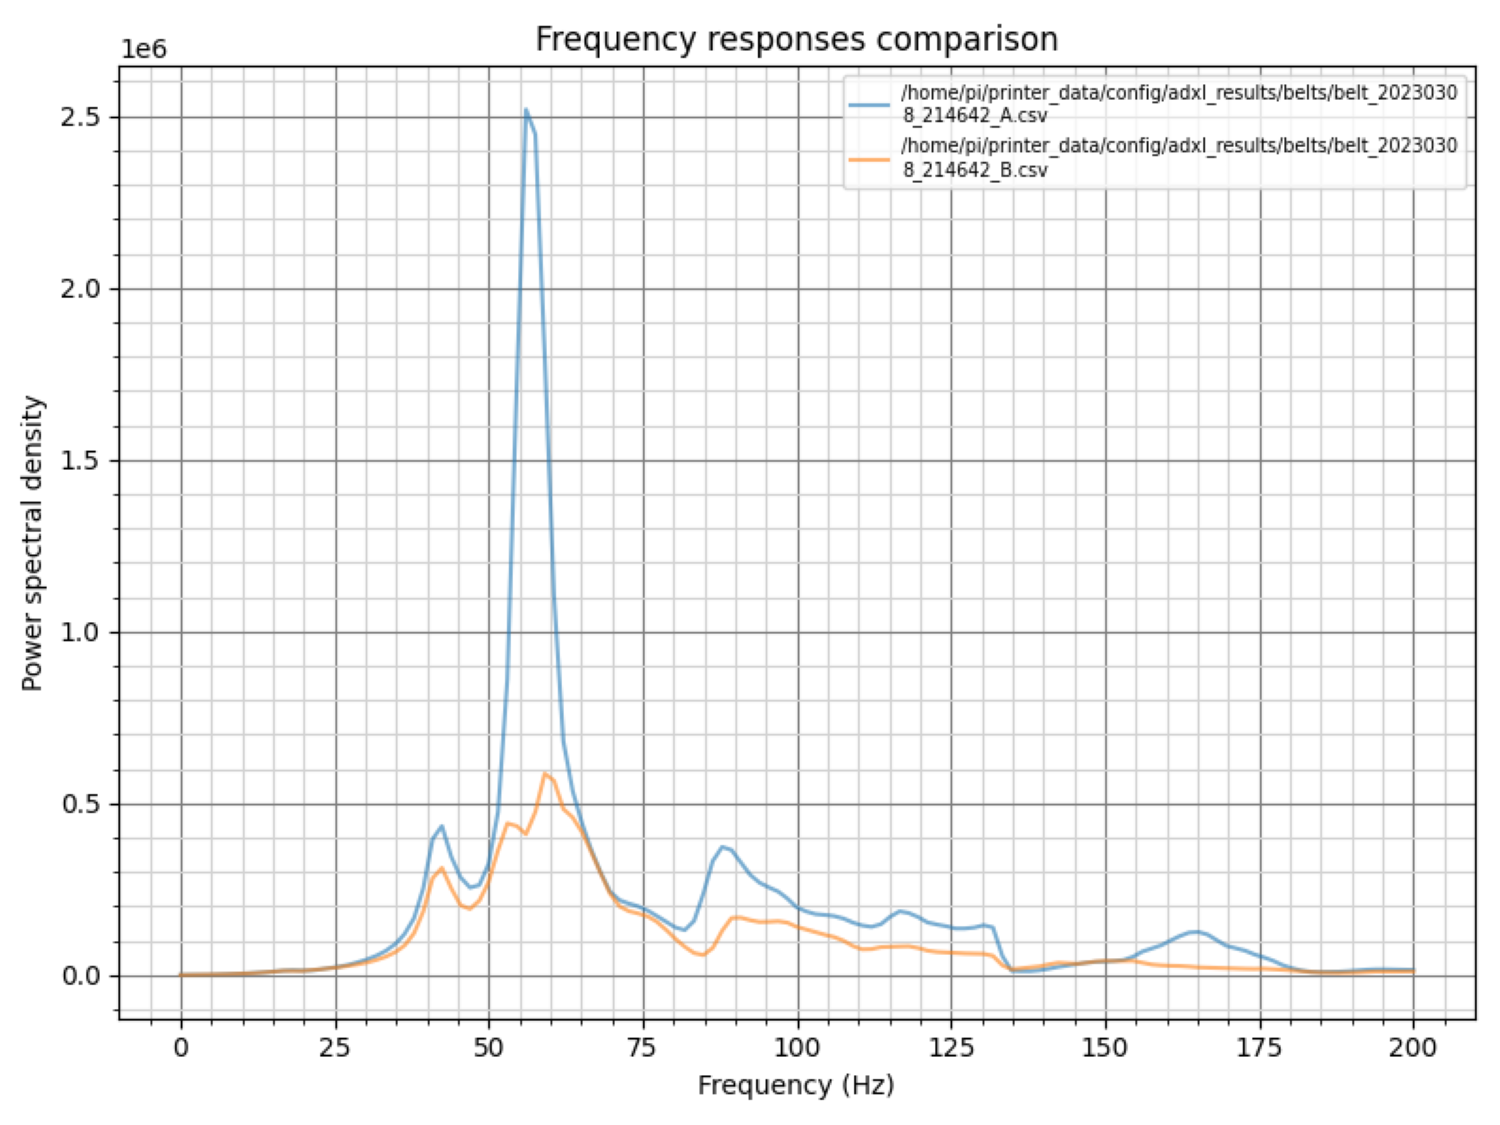 Frequency responses comparison
1e6
/home/pi/printer_data/config/adxl_results/belts/belt_2023030
8_214642_A.csv
/home/pi/printer_data/config/adxl_results/belts/belt_2023030
8_214642_B.csv
2.5
2.0
1.5
1.0
0.5
0.0
Power spectral density
0 25 50 75 100 125 150 175 200
Frequency (Hz)